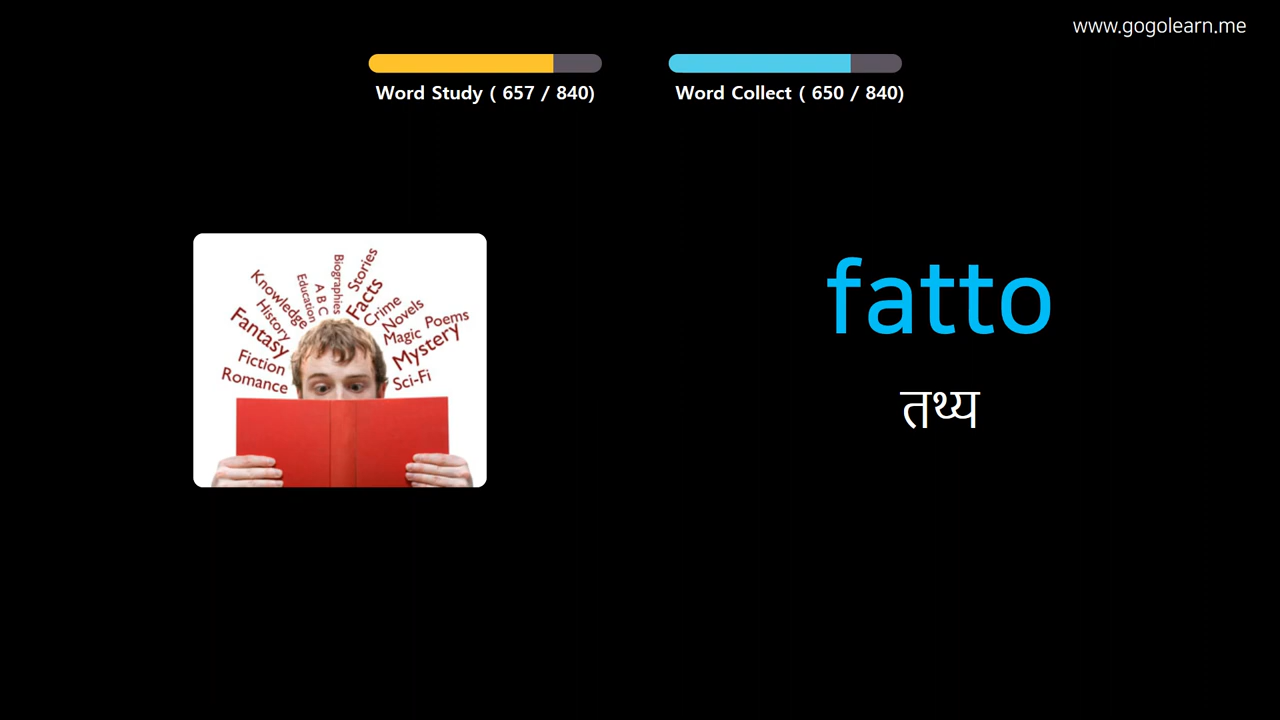 www.gogolearn.me
Word Study ( 657 / 840)
Word Collect ( 650 / 840)
fatto
तथ्य
Knowledge
History
Fantasy
Fiction
Romance
Education
A B C
Biographies
Stories
Facts
Crime
Novels
Magic
Poems
Mystery
Sci-Fi